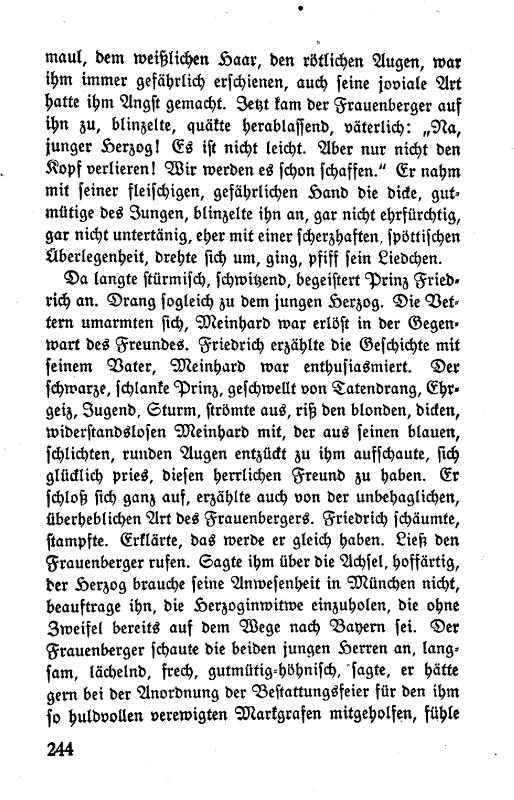 maul, dem weißlichen Haar, den rötlichen Augen, war
ihm immer gefährlich erschienen, auch seine joviale Art
hatte ihm Angst gemacht. Jetzt kam der Frauenberger auf
ihn zu, blinzelte, quäkte herablassend, väterlich: „Na,
junger Herzog! Es ist nicht leicht. Aber nur nicht den
Kopf verlieren! Wir werden es schon schaffen.“ Er nahm
mit seiner fleischigen, gefährlichen Hand die dicke, gut-
mütige des Jungen, blinzelte ihn an, gar nicht ehrfürchtig,
gar nicht untertänig, eher mit einer scherzhaften, spöttischen
Überlegenheit, drehte sich um, ging, pfiff sein Liedchen.
Da langte stürmisch, schwitzend, begeistert Prinz Fried-
rich an. Drang sogleich zu dem jungen Herzog. Die Vet-
tern umarmten sich, Meinhard war erlöst in der Gegen-
wart des Freundes. Friedrich erzählte die Geschichte mit
seinem Vater, Meinhard war enthusiasmiert. Der
schwarze, schlanke Prinz, geschwellt von Tatendrang, Ehr-
geiz, Jugend, Sturm, strömte aus, riß den blonden, dicken,
widerstandslosen Meinhard mit, der aus seinen blauen,
schlichten, runden Augen entzückt zu ihm aufschaute, sich
glücklich pries, diesen herrlichen Freund zu haben. Er
schloß sich ganz auf, erzählte auch von der unbehaglichen,
überheblichen Art des Frauenbergers. Friedrich schäumte,
stampfte. Erklärte, das werde er gleich haben. Ließ den
Frauenberger rufen. Sagte ihm über die Achsel, hoffärtig,
der Herzog brauche seine Anwesenheit in München nicht,
beauftrage ihn, die Herzoginwitwe einzuholen, die ohne
Zweifel bereits auf dem Wege nach Bayern sei. Der
Frauenberger schaute die beiden jungen Herren an, lang-
sam, lächelnd, frech, gutmütig-höhnisch, sagte, er hätte
gern bei der Anordnung der Bestattungsfeier für den ihm
so huldvollen verewigten Markgrafen mitgeholfen, fühle
244